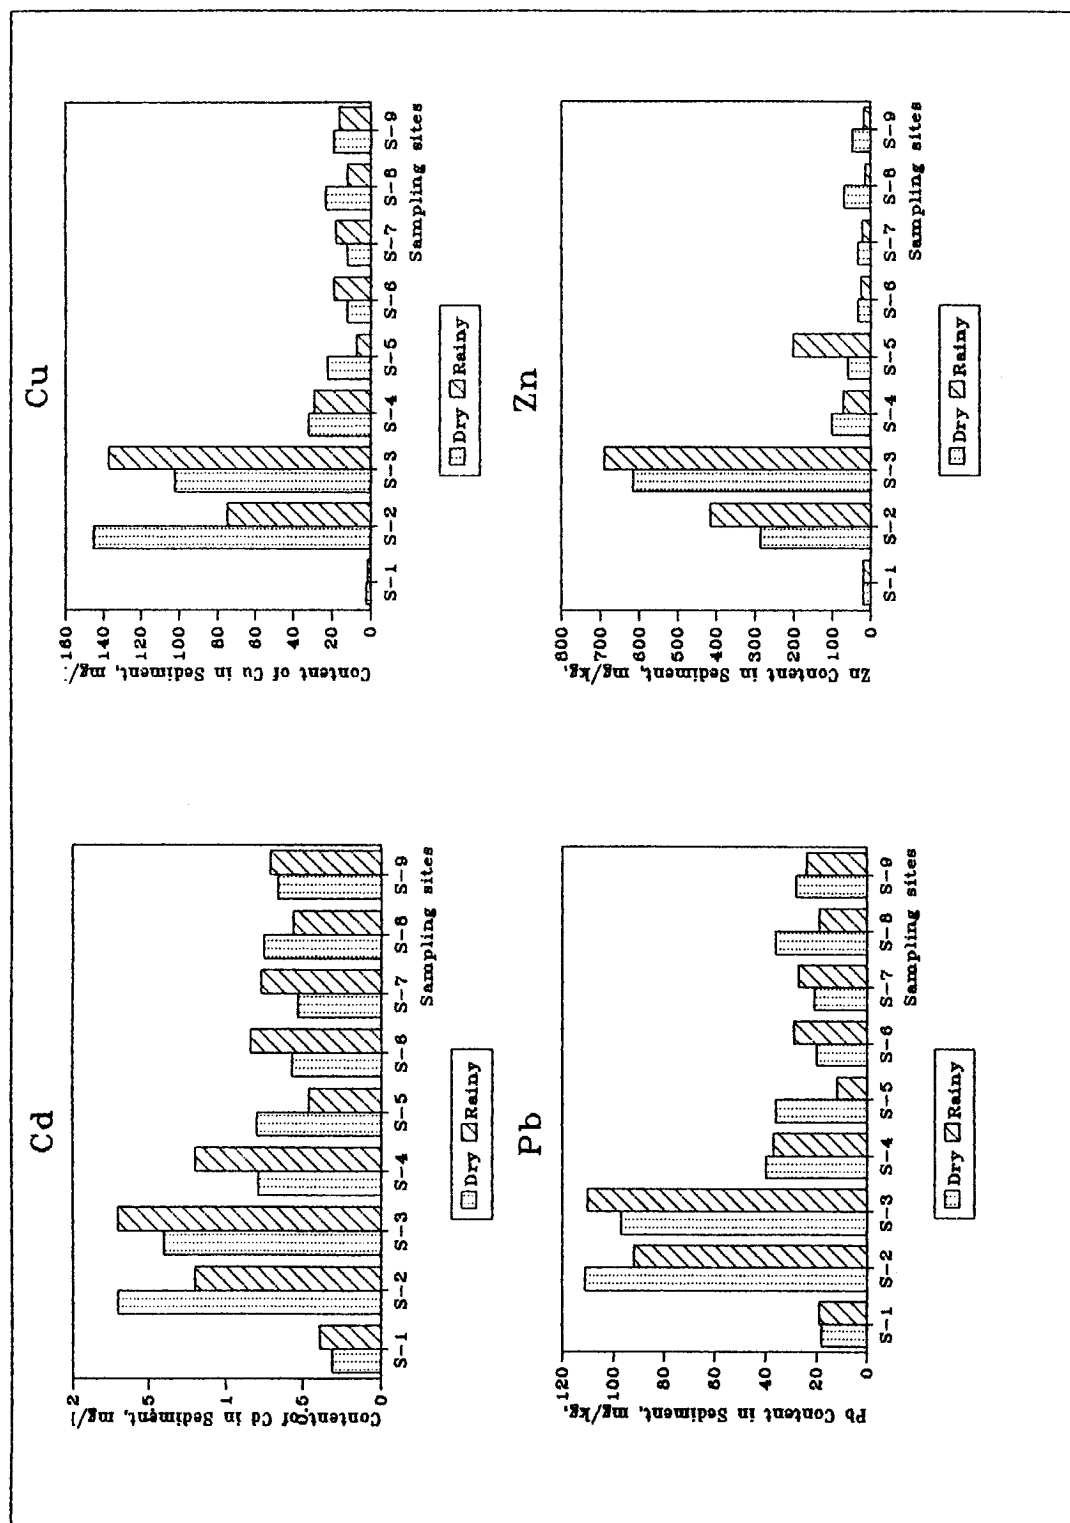 Cd
Content of Cd in Sediment, mg/
2
.5
1
.5
0
S-1 S-2 S-3 S-4 S-5 S-6 S-7 S-8 S-9
Sampling sites
Dry Rainy
Cu
Content of Cu in Sediment, mg/
160
140
120
100
80
60
40
20
0
S-1 S-2 S-3 S-4 S-5 S-6 S-7 S-8 S-9
Sampling sites
Dry Rainy
Pb
Pb Content in Sediment, mg/kg,
120
100
80
60
40
20
0
S-1 S-2 S-3 S-4 S-5 S-6 S-7 S-8 S-9
Sampling sites
Dry Rainy
Zn
Zn Content in Sediment, mg/kg,
800
700
600
500
400
300
200
100
0
S-1 S-2 S-3 S-4 S-5 S-6 S-7 S-8 S-9
Sampling sites
Dry Rainy